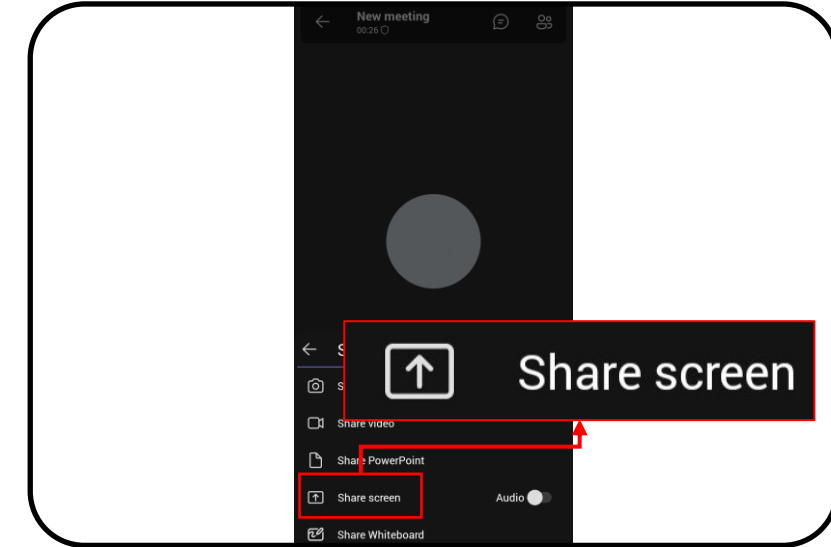 New meeting
00:26
Share screen
Share video
Share PowerPoint
Share screen
Audio
Share Whiteboard